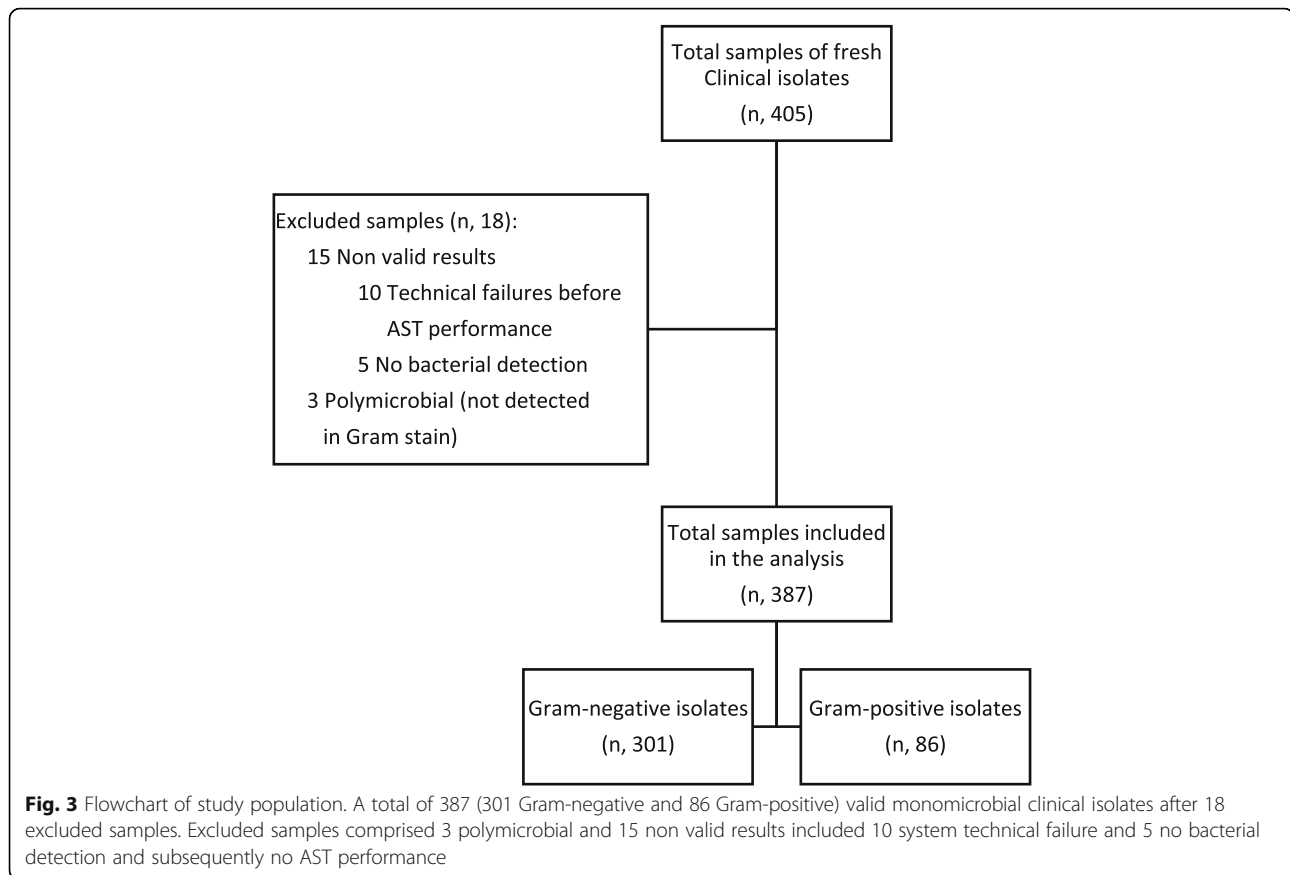 Total samples of fresh
Clinical isolates
(n, 405)
Excluded samples (n, 18):
15 Non valid results
10 Technical failures before
AST performance
5 No bacterial detection
3 Polymicrobial (not detected
in Gram stain)
Total samples included
in the analysis
(n, 387)
Gram-negative isolates
(n, 301)
Gram-positive isolates
(n, 86)
Fig. 3 Flowchart of study population. A total of 387 (301 Gram-negative and 86 Gram-positive) valid monomicrobial clinical isolates after 18
excluded samples. Excluded samples comprised 3 polymicrobial and 15 non valid results included 10 system technical failure and 5 no bacterial
detection and subsequently no AST performance